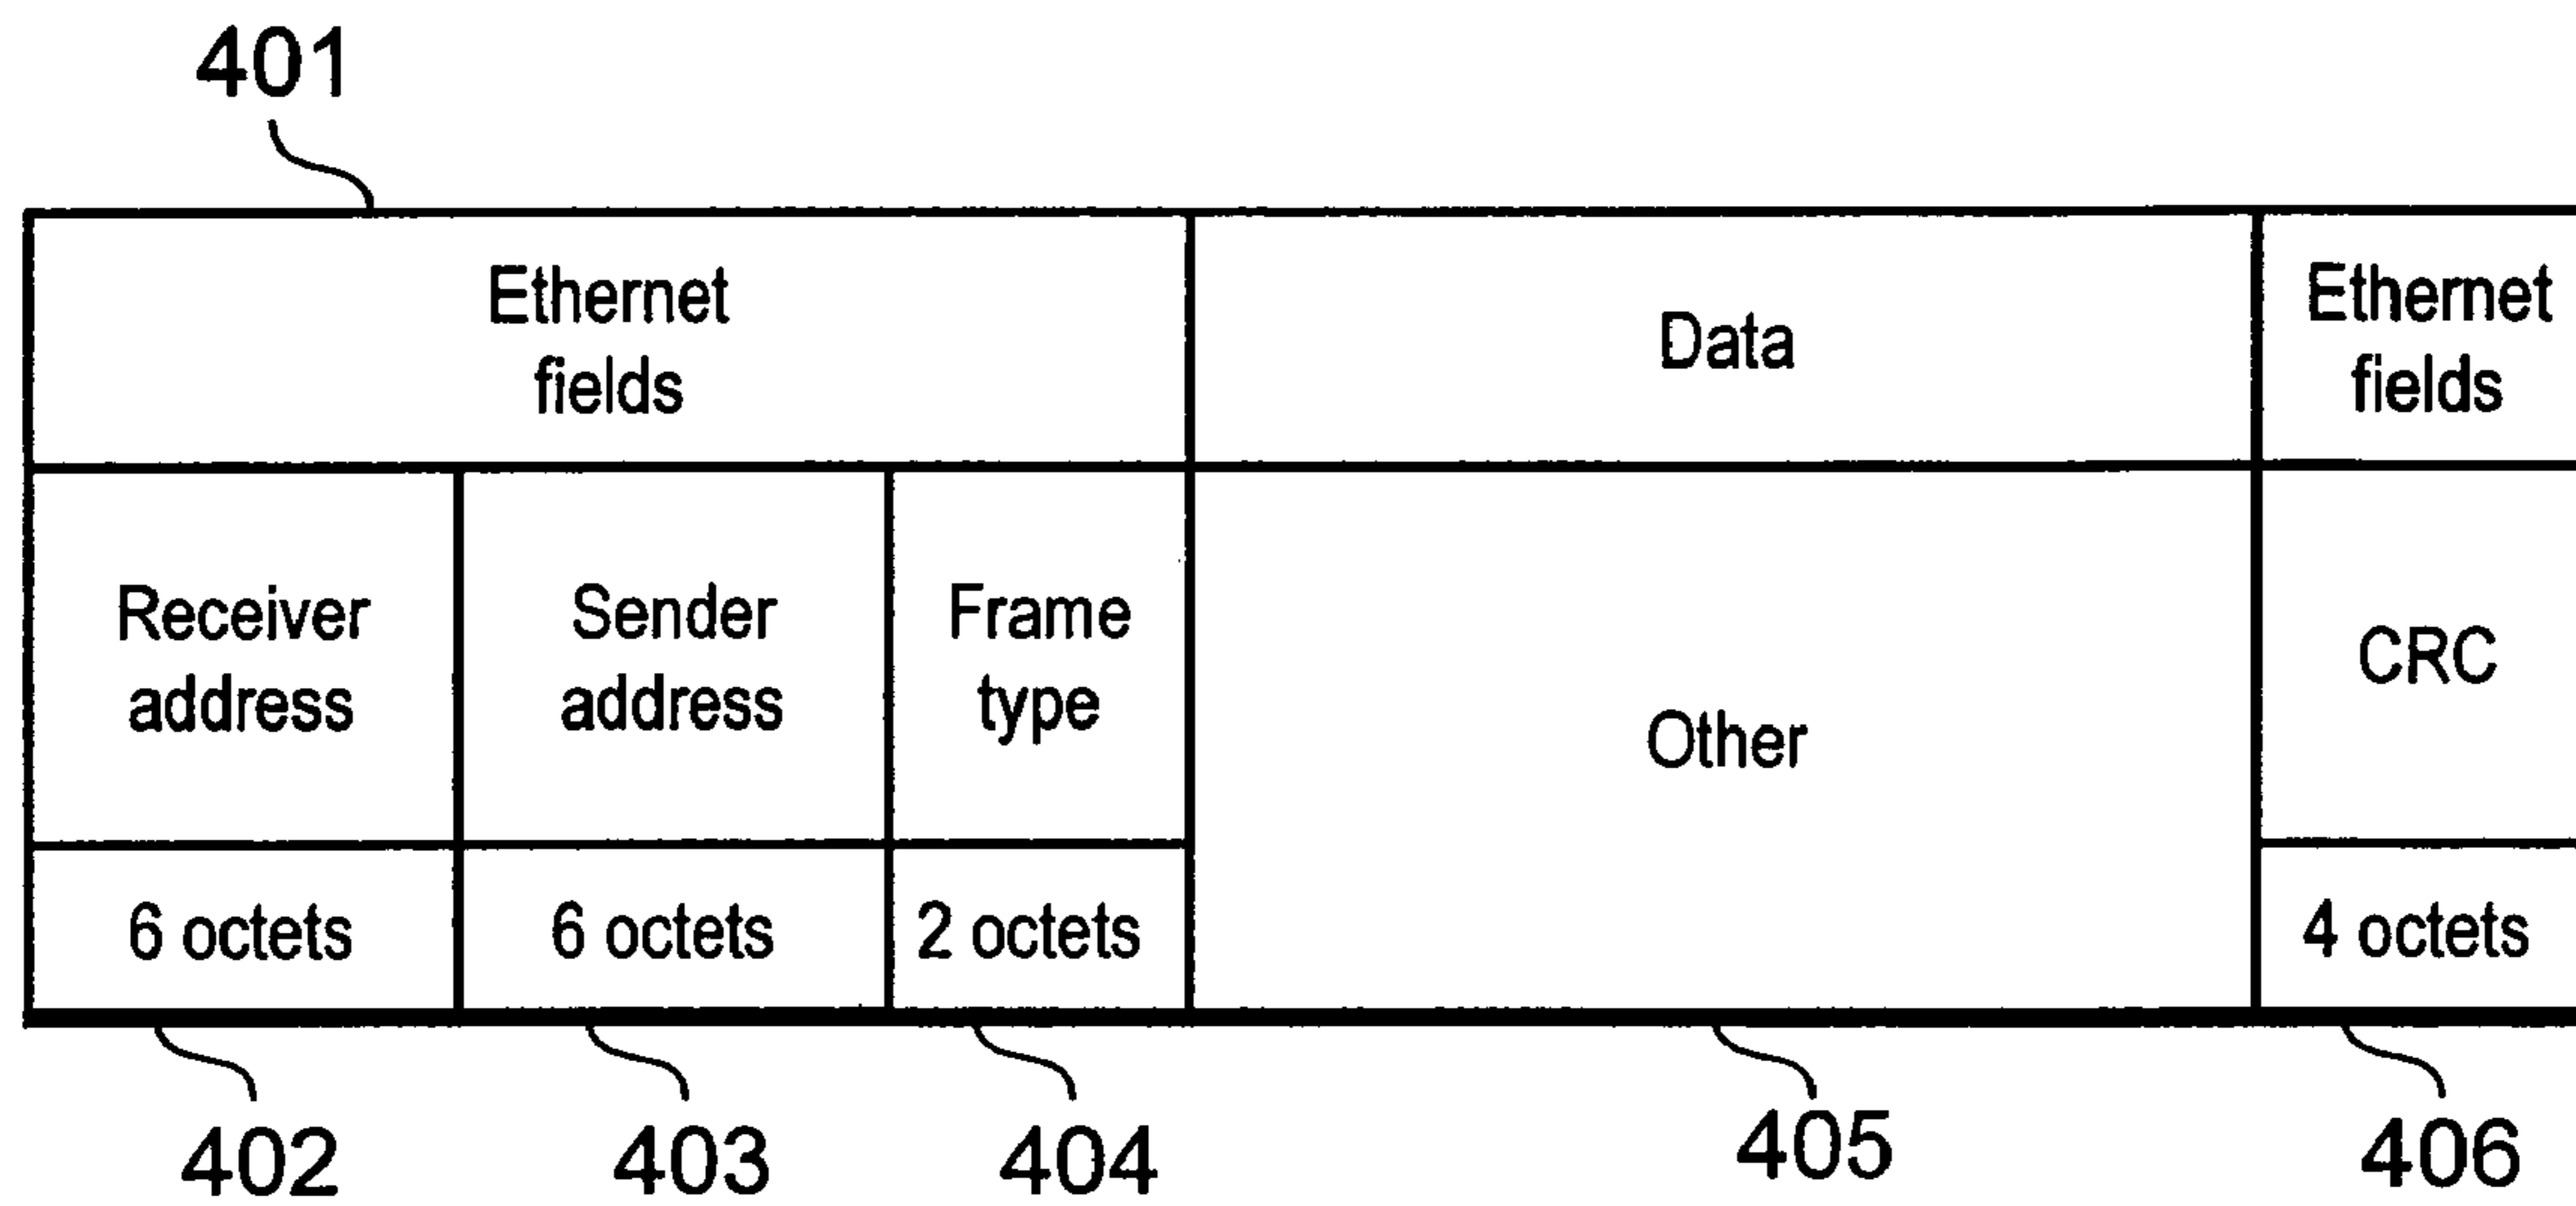 401
Ethernet
fields
Data
Ethernet
fields
Receiver
address
Sender
address
Frame
type
Other
CRC
6 octets
6 octets
2 octets
4 octets
402
403
404
405
406